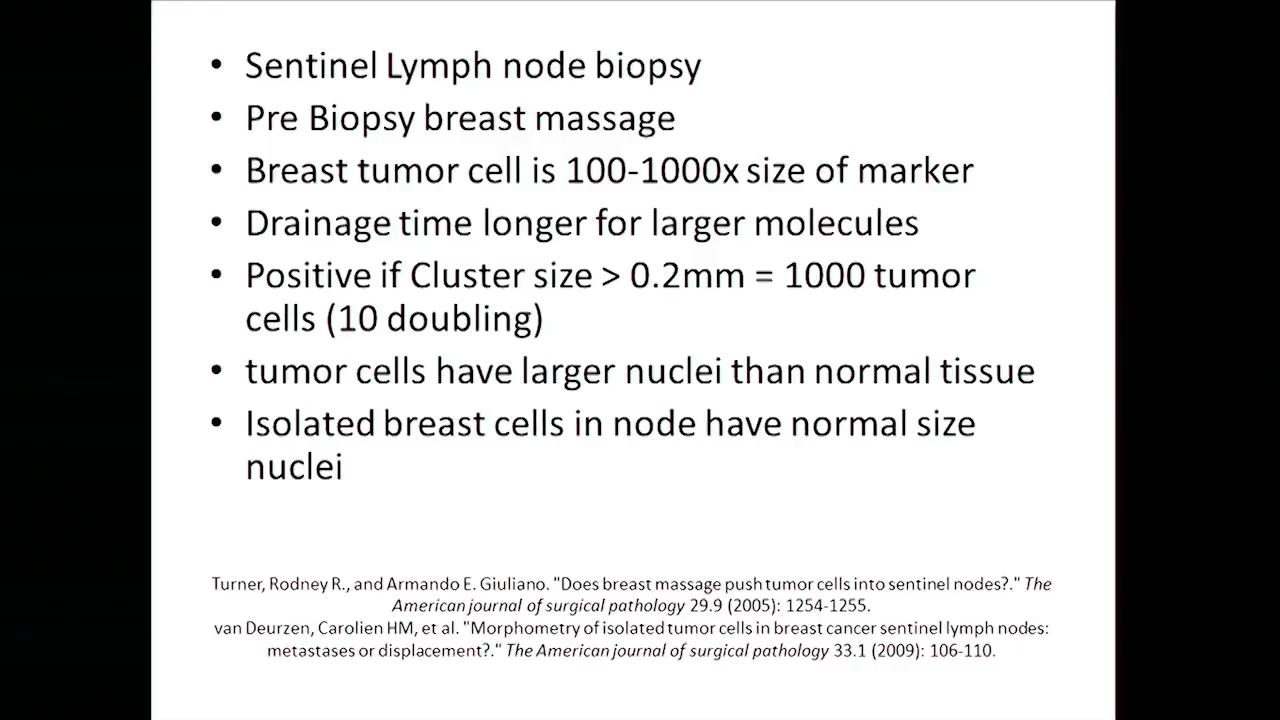 • Sentinel Lymph node biopsy
• Pre Biopsy breast massage
• Breast tumor cell is 100-1000x size of marker
• Drainage time longer for larger molecules
• Positive if Cluster size > 0.2mm = 1000 tumor
cells (10 doubling)
• tumor cells have larger nuclei than normal tissue
• Isolated breast cells in node have normal size
nuclei
Turner, Rodney R., and Armando E. Giuliano. "Does breast massage push tumor cells into sentinel nodes?." The
American journal of surgical pathology 29.9 (2005): 1254-1255.
van Deurzen, Carolien HM, et al. "Morphometry of isolated tumor cells in breast cancer sentinel lymph nodes:
metastases or displacement?." The American journal of surgical pathology 33.1 (2009): 106-110.